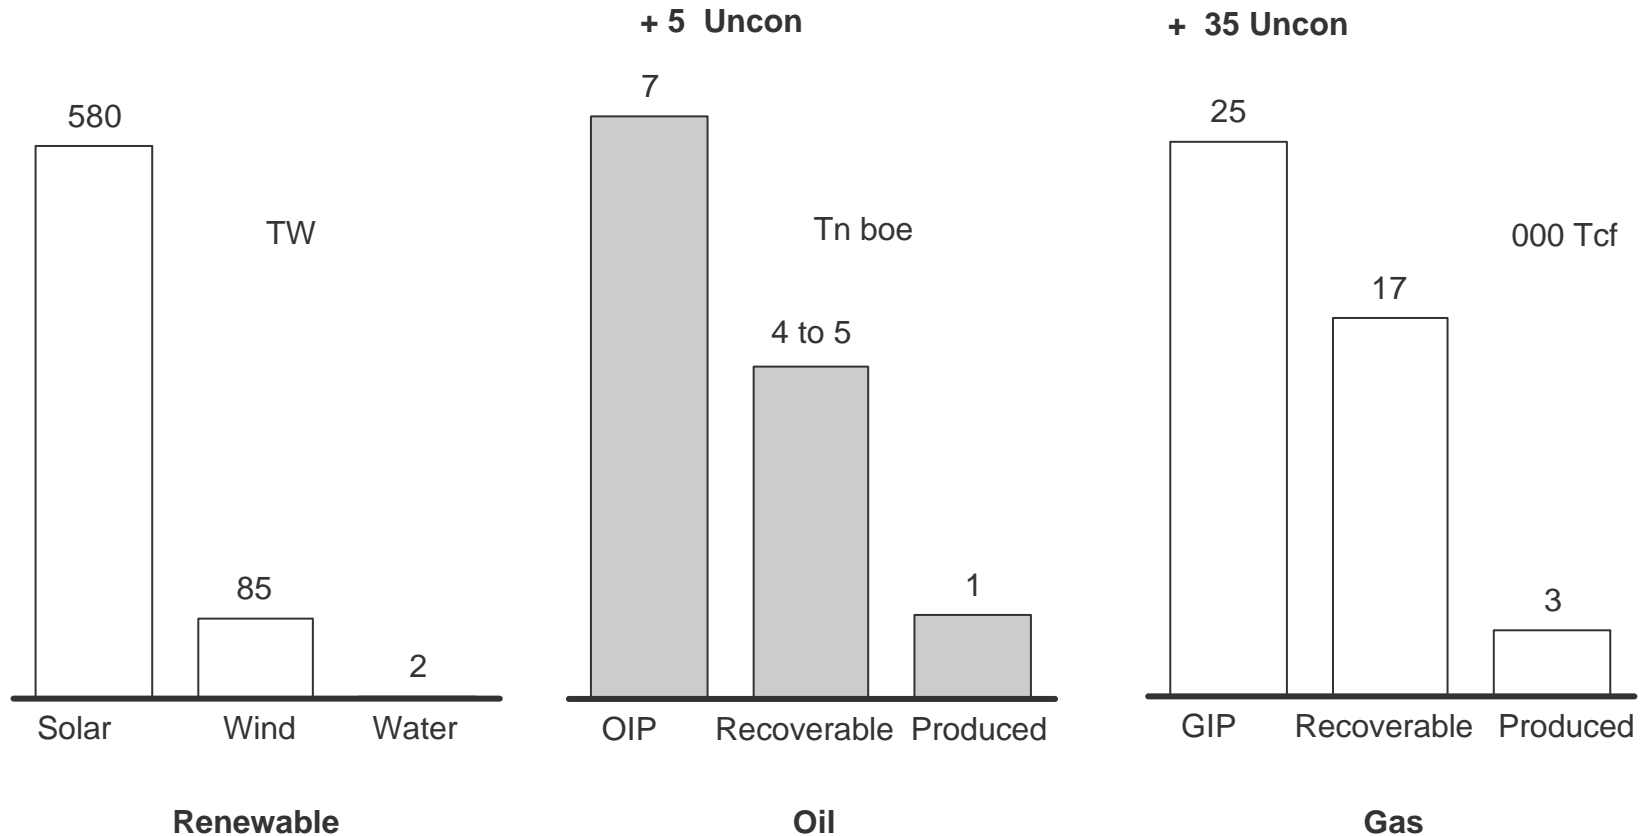 + 5 Uncon
+ 35 Uncon
580
7
25
TW
Tn boe
000 Tcf
4 to 5
17
85
2
1
3
Solar Wind Water
OIP Recoverable Produced
GIP Recoverable Produced
Renewable
Oil
Gas